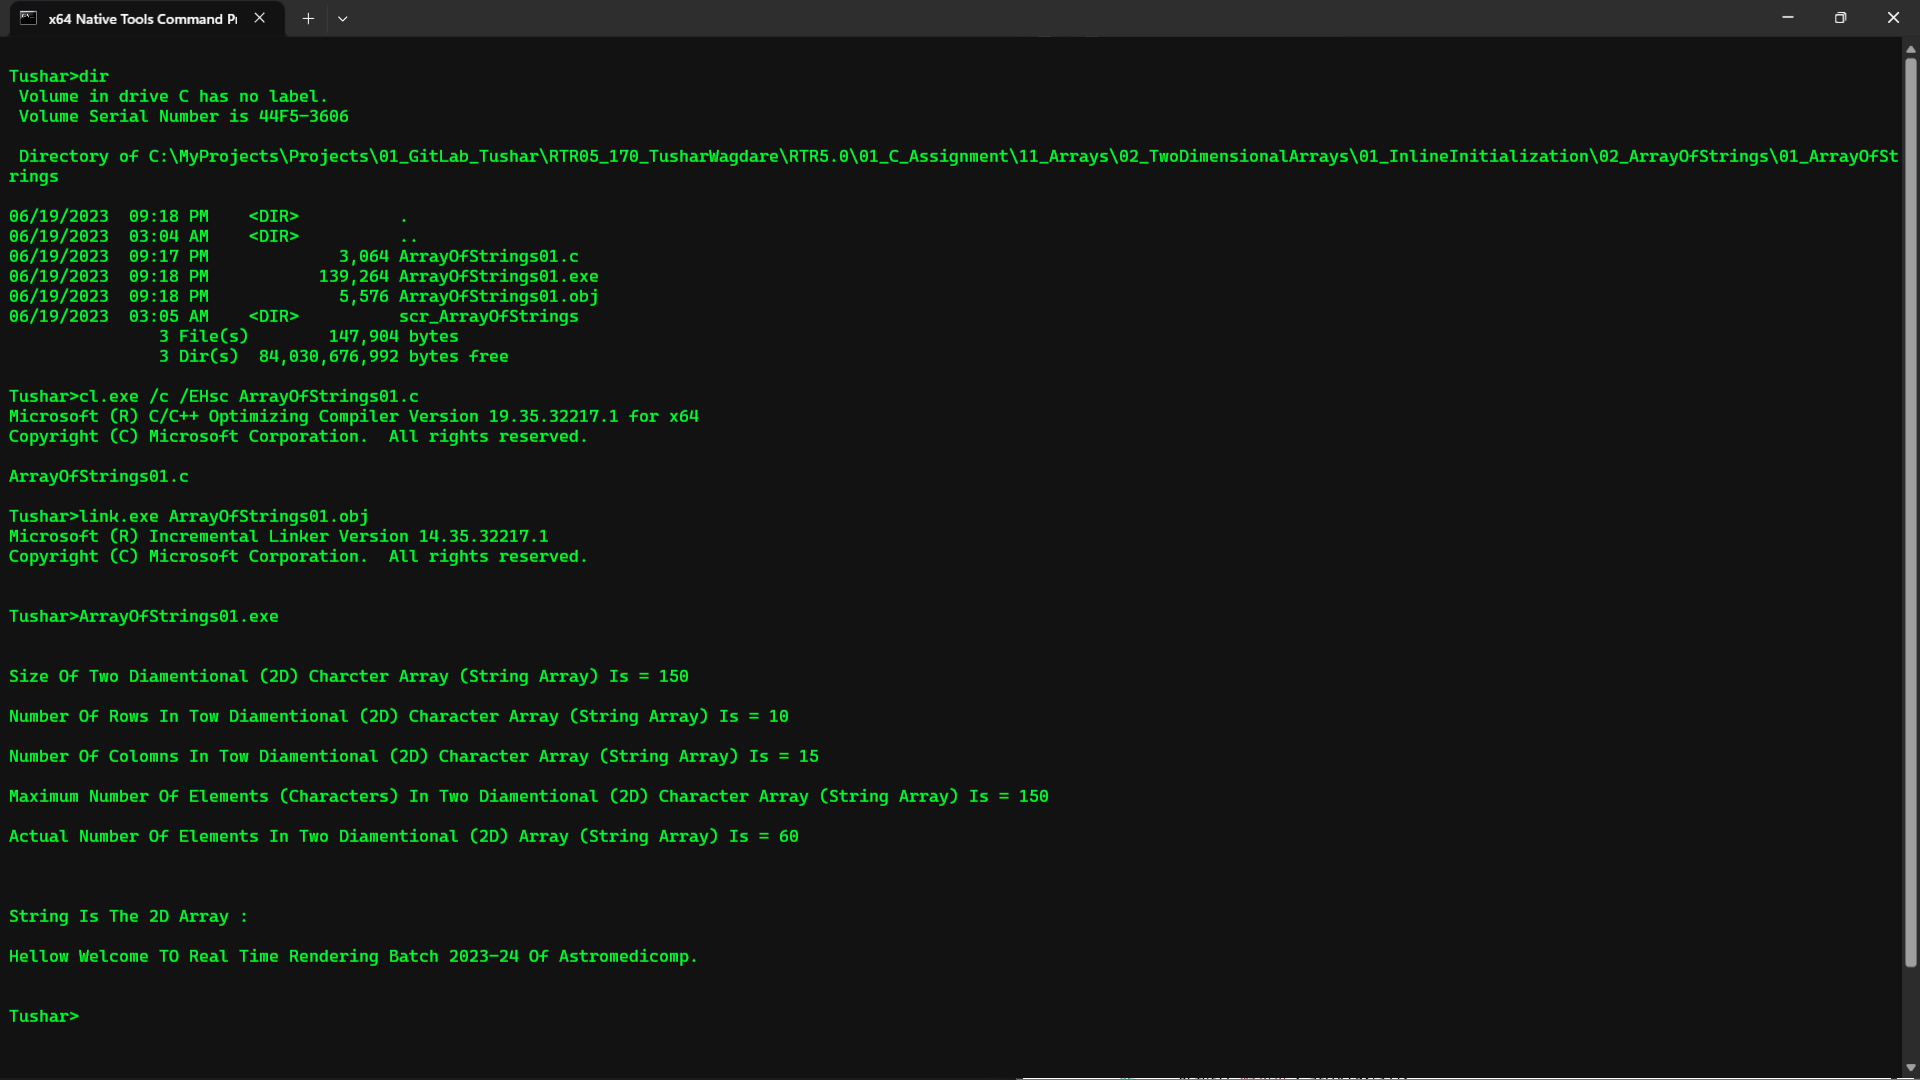 x64 Native Tools Command Pr
Tushar>dir
 Volume in drive C has no label.
 Volume Serial Number is 44F5-3606
 Directory of C:\MyProjects\Projects\01_GitLab_Tushar\RTR05_170_TusharWagdare\RTR5.0\01_C_Assignment\11_Arrays\02_TwoDimensionalArrays\01_InlineInitialization\02_ArrayOfStrings\01_ArrayOfSt
rings
06/19/2023  09:18 PM    <DIR>          .
06/19/2023  03:04 AM    <DIR>          ..
06/19/2023  09:17 PM             3,064 ArrayOfStrings01.c
06/19/2023  09:18 PM           139,264 ArrayOfStrings01.exe
06/19/2023  09:18 PM             5,576 ArrayOfStrings01.obj
06/19/2023  03:05 AM    <DIR>          scr_ArrayOfStrings
               3 File(s)        147,904 bytes
               3 Dir(s)  84,030,676,992 bytes free
Tushar>cl.exe /c /EHsc ArrayOfStrings01.c
Microsoft (R) C/C++ Optimizing Compiler Version 19.35.32217.1 for x64
Copyright (C) Microsoft Corporation.  All rights reserved.
ArrayOfStrings01.c
Tushar>link.exe ArrayOfStrings01.obj
Microsoft (R) Incremental Linker Version 14.35.32217.1
Copyright (C) Microsoft Corporation.  All rights reserved.
Tushar>ArrayOfStrings01.exe
Size Of Two Diamentional (2D) Charcter Array (String Array) Is = 150
Number Of Rows In Tow Diamentional (2D) Character Array (String Array) Is = 10
Number Of Colomns In Tow Diamentional (2D) Character Array (String Array) Is = 15
Maximum Number Of Elements (Characters) In Two Diamentional (2D) Character Array (String Array) Is = 150
Actual Number Of Elements In Two Diamentional (2D) Array (String Array) Is = 60
String Is The 2D Array :
Hellow Welcome TO Real Time Rendering Batch 2023-24 Of Astromedicomp.
Tushar>